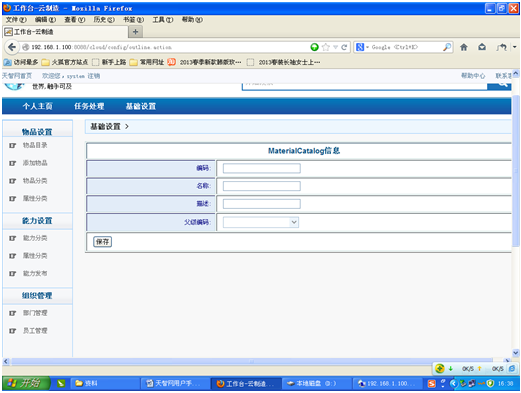 工作台-云制造 - Mozilla Firefox
文件(F) 编辑(E) 查看(V) 历史(S) 书签(B) 工具(T) 帮助(H)
工作台-云制造
192.168.1.100:8080/cloud/config/outline.action
Google <Ctrl+K>
访问最多 火狐官方站点 新手上路 常用网址 2013春季新款韩版欧... 2013春装长袖女士上...
天智网首页 欢迎您,system 注销 帮助中心
世界,触手可及
个人主页 任务处理 基础设置
物品设置
物品目录
添加物品
物品分类
属性分类
能力设置
能力分类
属性分类
能力发布
组织管理
部门管理
员工管理
基础设置 >
MaterialCatalog信息
编码:
名称:
描述:
父级编码:
保存
0K/S 0K/S
开始 资料 天智网用户手... 工作台-云制造... 本地磁盘 (D:) 192.168.1.100... 16:38